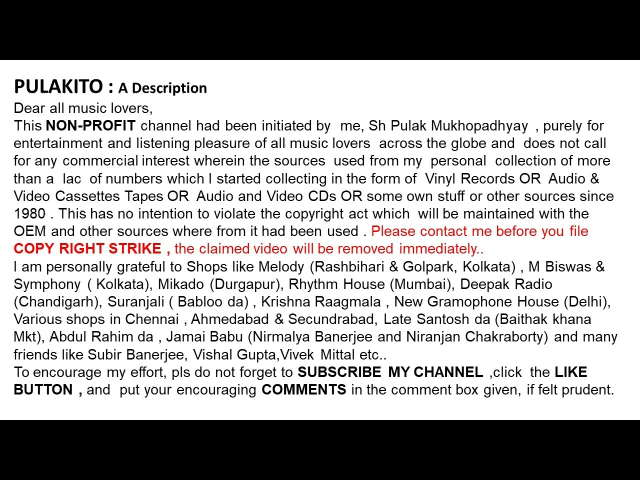 PULAKITO : A Description
Dear all music lovers,
This NON-PROFIT channel had been initiated by me, Sh Pulak Mukhopadhyay , purely for
entertainment and listening pleasure of all music lovers across the globe and does not call
for any commercial interest wherein the sources used from my personal collection of more
than a lac of numbers which I started collecting in the form of Vinyl Records OR Audio &
Video Cassettes Tapes OR Audio and Video CDs OR some own stuff or other sources since
1980 . This has no intention to violate the copyright act which will be maintained with the
OEM and other sources where from it had been used . Please contact me before you file
COPY RIGHT STRIKE , the claimed video will be removed immediately..
I am personally grateful to Shops like Melody (Rashbihari & Golpark, Kolkata) , M Biswas &
Symphony ( Kolkata), Mikado (Durgapur), Rhythm House (Mumbai), Deepak Radio
(Chandigarh), Suranjali ( Babloo da) , Krishna Raagmala , New Gramophone House (Delhi),
Various shops in Chennai , Ahmedabad & Secundrabad, Late Santosh da (Baithak khana
Mkt), Abdul Rahim da , Jamai Babu (Nirmalya Banerjee and Niranjan Chakraborty) and many
friends like Subir Banerjee, Vishal Gupta,Vivek Mittal etc..
To encourage my effort, pls do not forget to SUBSCRIBE MY CHANNEL ,click the LIKE
BUTTON , and put your encouraging COMMENTS in the comment box given, if felt prudent.